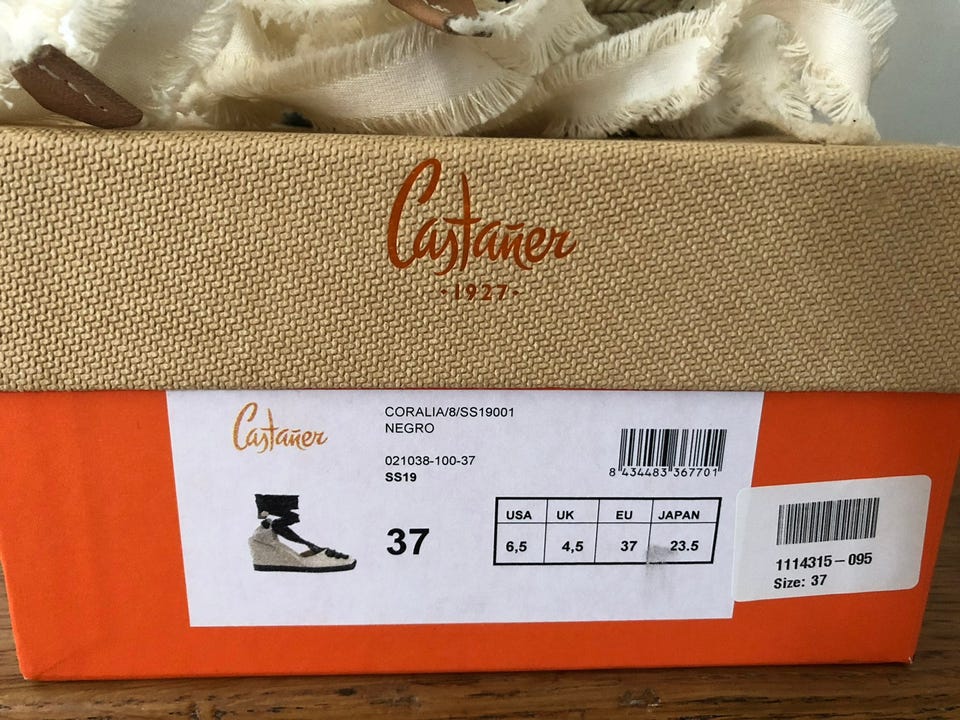 Castañer
·1927·
Castañer
CORALIA/8/SS19001
NEGRO
021038-100-37
SS19
8 434483 367701
37
USA UK EU JAPAN
6,5 4,5 37 23.5
1114315-095
Size: 37